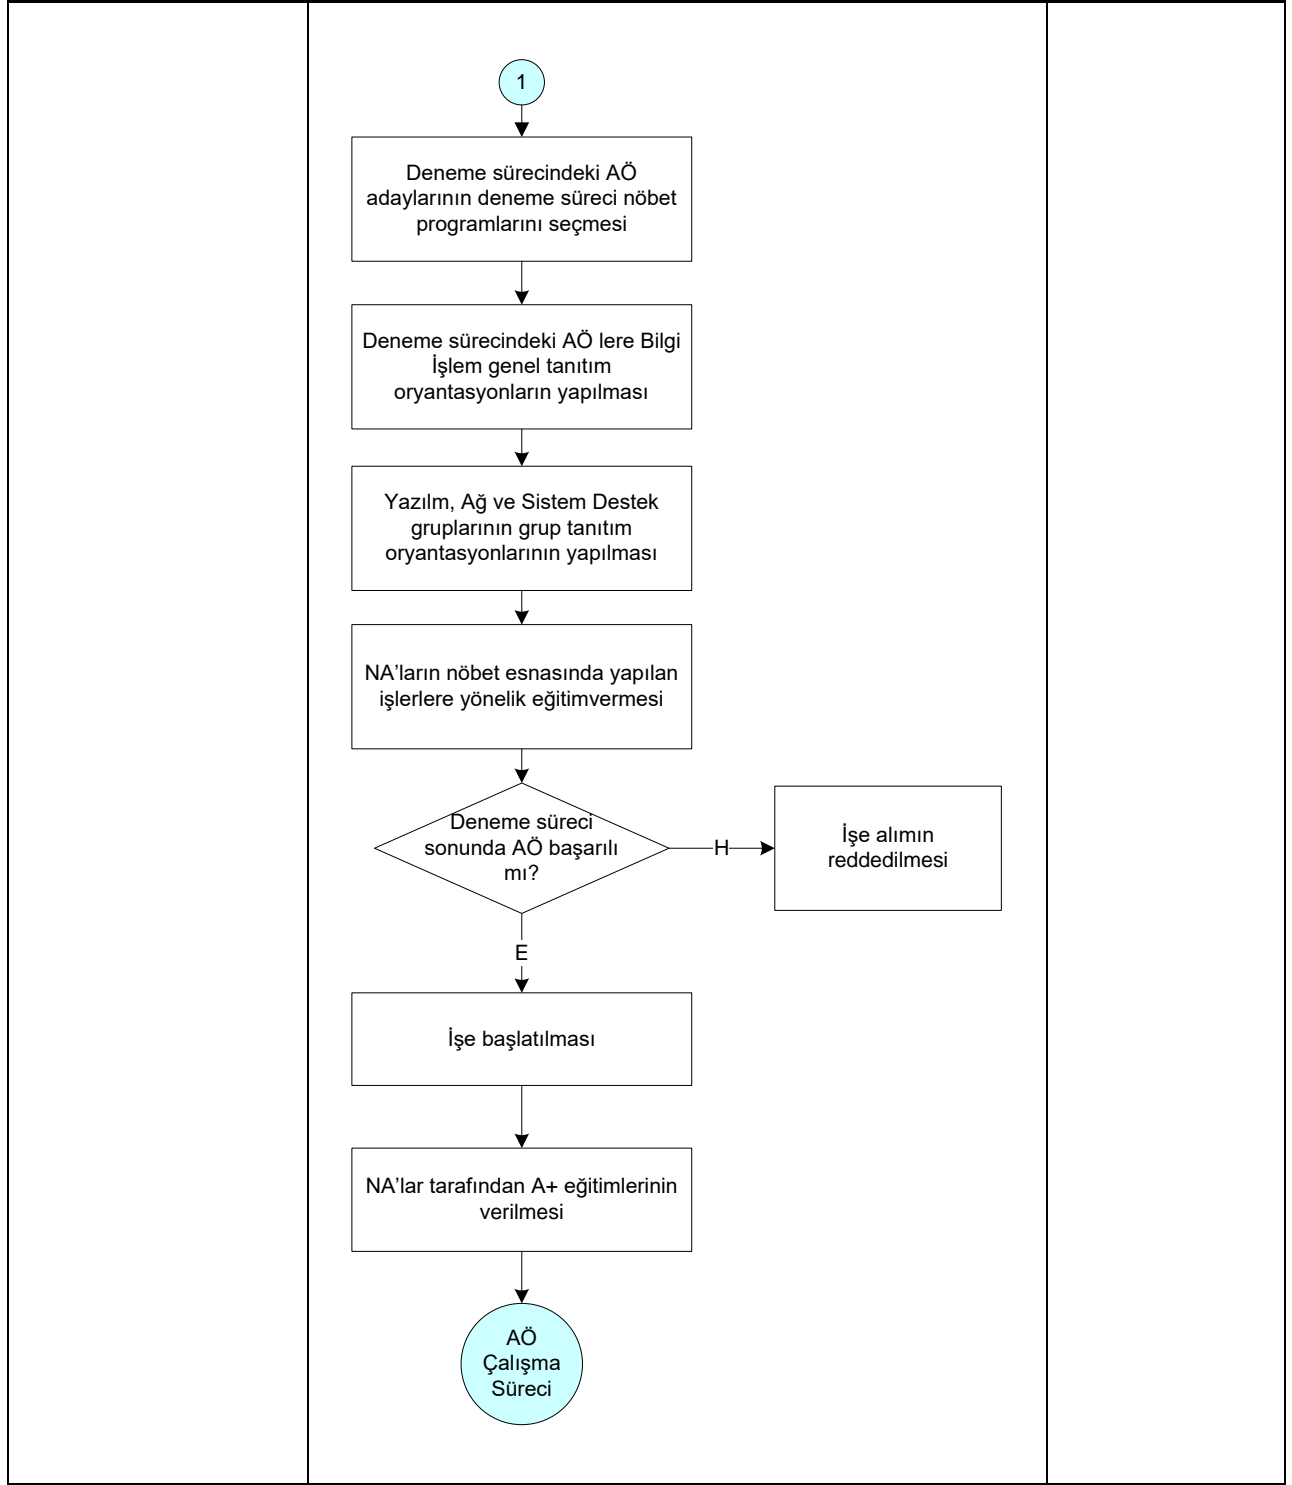 1
Deneme sürecindeki AÖ
adaylarının deneme süreci nöbet
programlarını seçmesi
Deneme sürecindeki AÖ lere Bilgi
İşlem genel tanıtım
oryantasyonların yapılması
Yazılm, Ağ ve Sistem Destek
gruplarının grup tanıtım
oryantasyonlarının yapılması
NA’ların nöbet esnasında yapılan
işlerlere yönelik eğitimvermesi
Deneme süreci
sonunda AÖ başarılı
mı?
H
İşe alımın
reddedilmesi
E
İşe başlatılması
NA’lar tarafından A+ eğitimlerinin
verilmesi
AÖ
Çalışma
Süreci